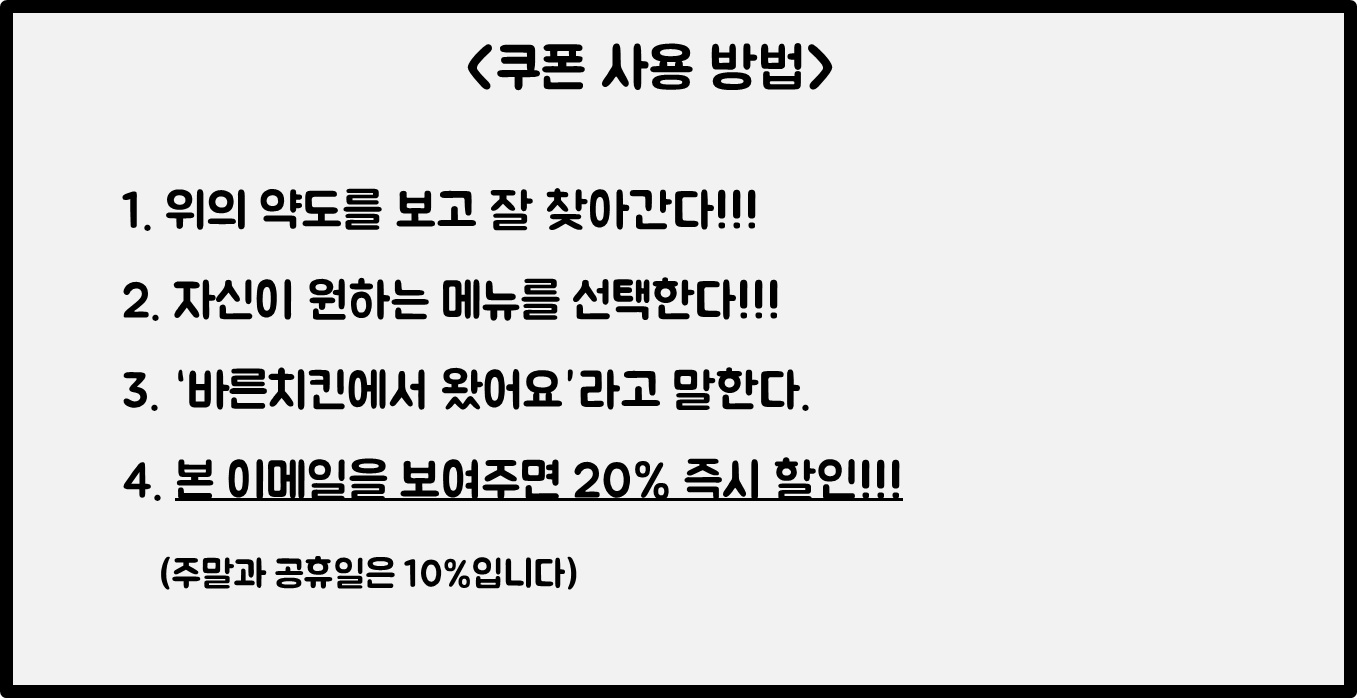 <쿠폰 사용 방법>
1. 위의 약도를 보고 잘 찾아간다!!!
2. 자신이 원하는 메뉴를 선택한다!!!
3. ‘바른치킨에서 왔어요’라고 말한다.
4. 본 이메일을 보여주면 20% 즉시 할인!!!
(주말과 공휴일은 10%입니다)